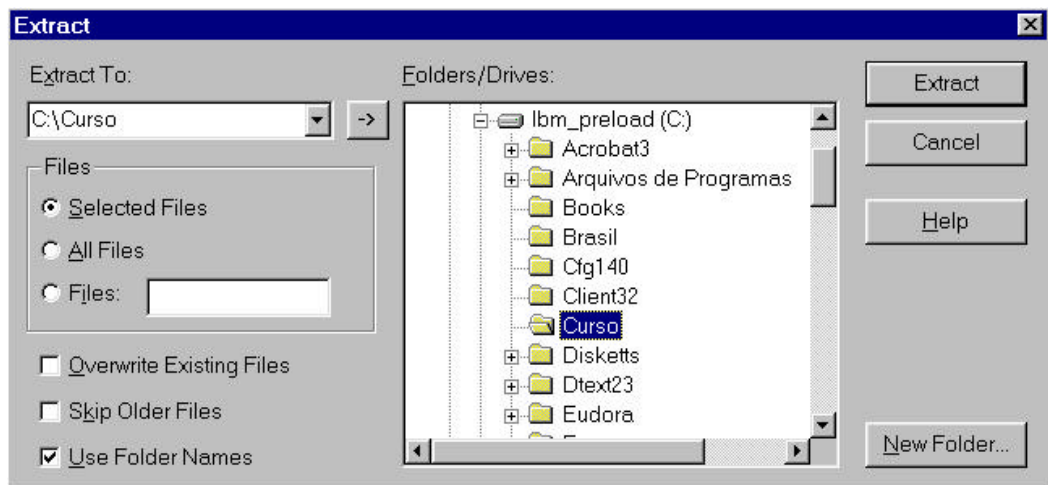 Extract
Extract To:
C:\Curso
->
Files
Selected Files
All Files
Files:
Overwrite Existing Files
Skip Older Files
Use Folder Names
Folders/Drives:
Ibm_preload (C:)
Acrobat3
Arquivos de Programas
Books
Brasil
Cfg140
Client32
Curso
Disketts
Dtext23
Eudora
Extract
Cancel
Help
New Folder...